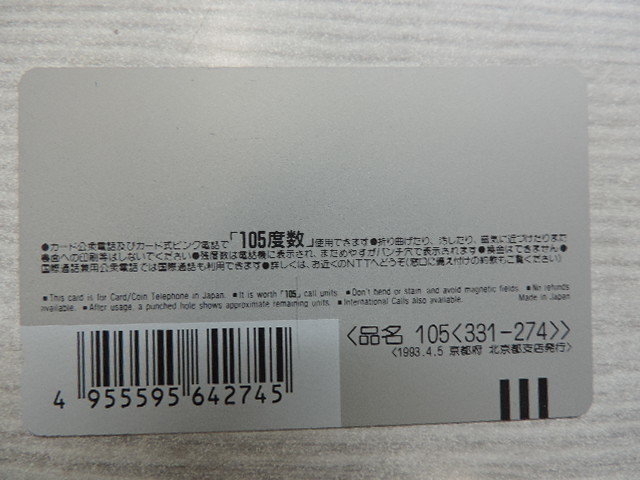 ●カード公衆電話及びカード式ピンク電話で「105度数」使用できます●折り曲げたり、汚したり、磁気に近づけたりまた
券金への印刷等はしないでください●残度数は電話機に表示され、まためやすがパンチ穴で表示されます●換金はできません●
国際通話兼用公衆電話では国際通話も利用できます●詳しくは、お近くのNTTへどうぞ(窓口に備え付けの約款もご覧ください)
■This card is for Card/Coin Telephone in Japan. ■It is worth「105」call units ■Don't bend or stain and avoid magnetic fields. ■No refunds
available. ■After usage, a punched hole shows approximate remaining units. ■International Calls also available. Made in Japan
<品名 105<331-274>>
<1993.4.5 京都府 北京都支店発行>
4 955595 642745